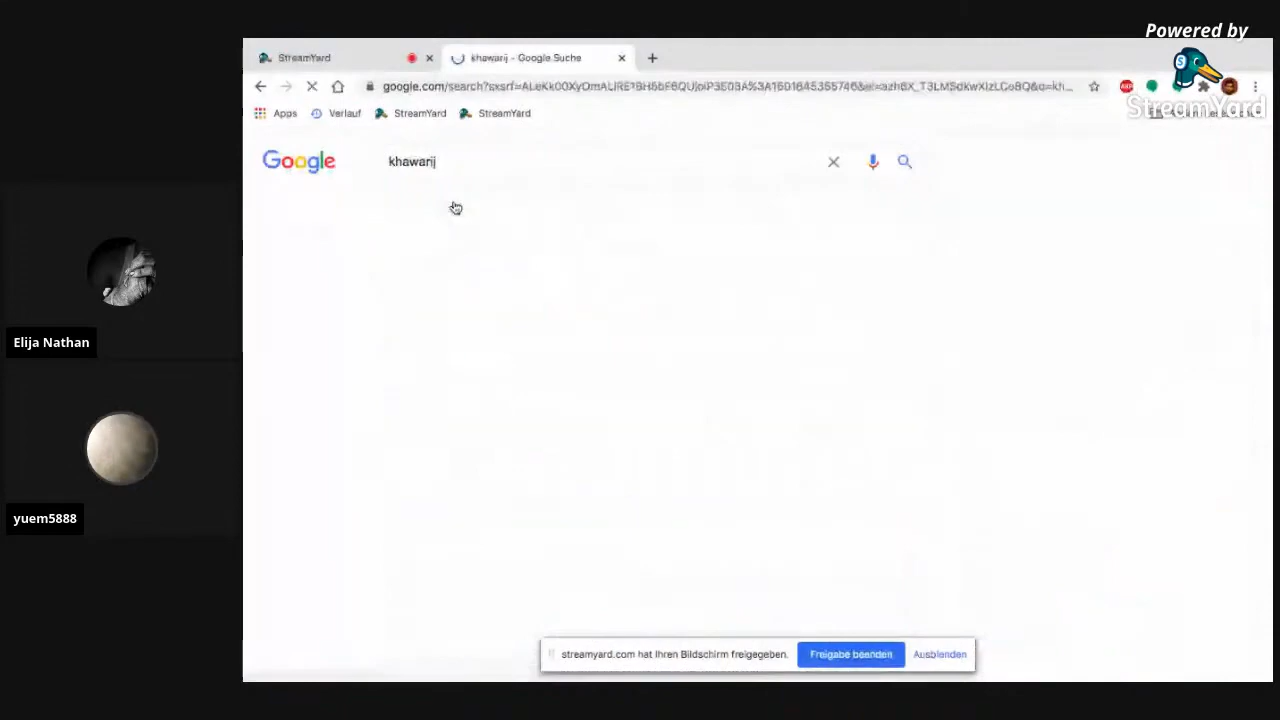 Powered by
StreamYard
StreamYard
khawarij - Google Suche
Apps
Verlauf
StreamYard
StreamYard
Google
khawarij
Elija Nathan
yuem5888
streamyard.com hat Ihren Bildschirm freigegeben.
Freigabe beenden
Ausblenden